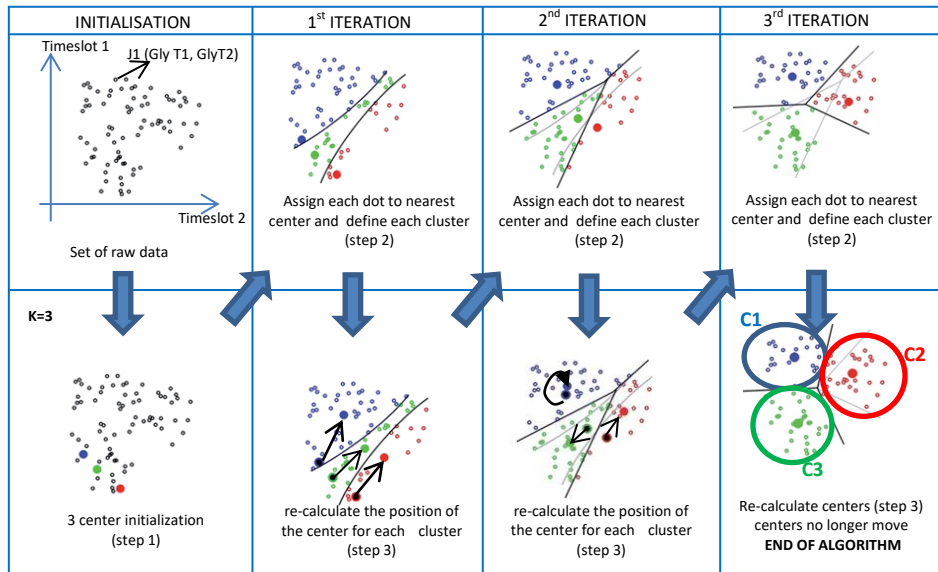 INITIALISATION
1st ITERATION
2nd ITERATION
3rd ITERATION
Timeslot 1
J1 (Gly T1, GlyT2)
Timeslot 2
Set of raw data
Assign each dot to nearest
center and define each cluster
(step 2)
Assign each dot to nearest
center and define each cluster
(step 2)
Assign each dot to nearest
center and define each cluster
(step 2)
K=3
3 center initialization
(step 1)
re-calculate the position of
the center for each cluster
(step 3)
re-calculate the position of
the center for each cluster
(step 3)
C1
C2
C3
Re-calculate centers (step 3)
centers no longer move
END OF ALGORITHM